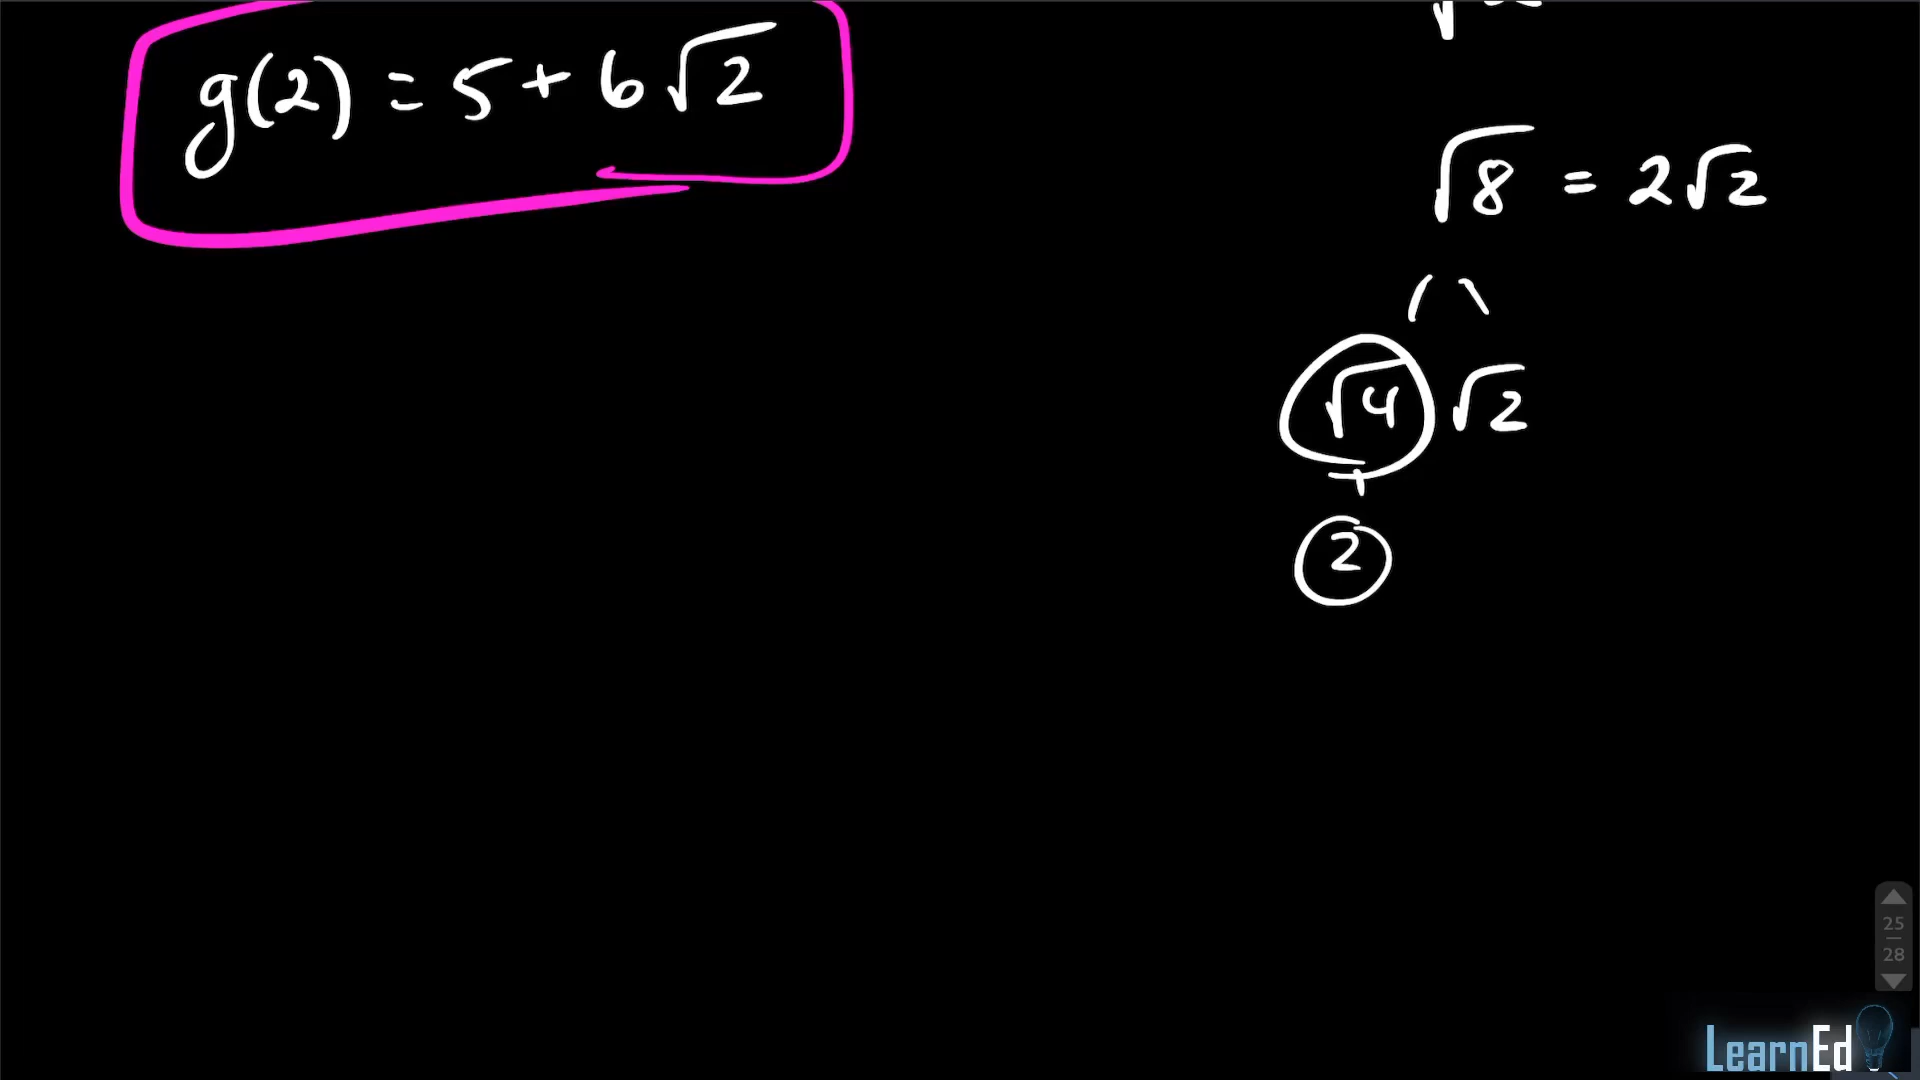 g(2) = 5 + 6√2
√8 = 2√2
√4 √2
2
25
28
LearnEd